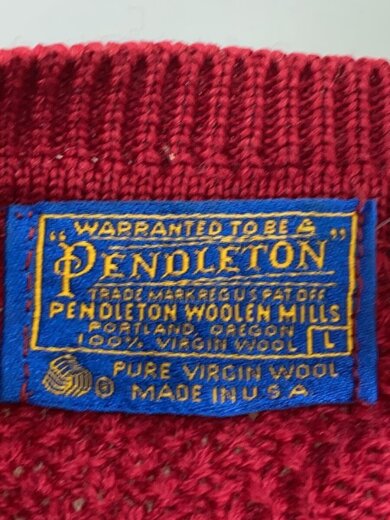 WARRANTED TO BE A
"PENDLETON"
TRADE MARK REG U S PAT OFF
PENDLETON WOOLEN MILLS
PORTLAND, OREGON
100% VIRGIN WOOL L
® PURE VIRGIN WOOL
MADE IN U S A